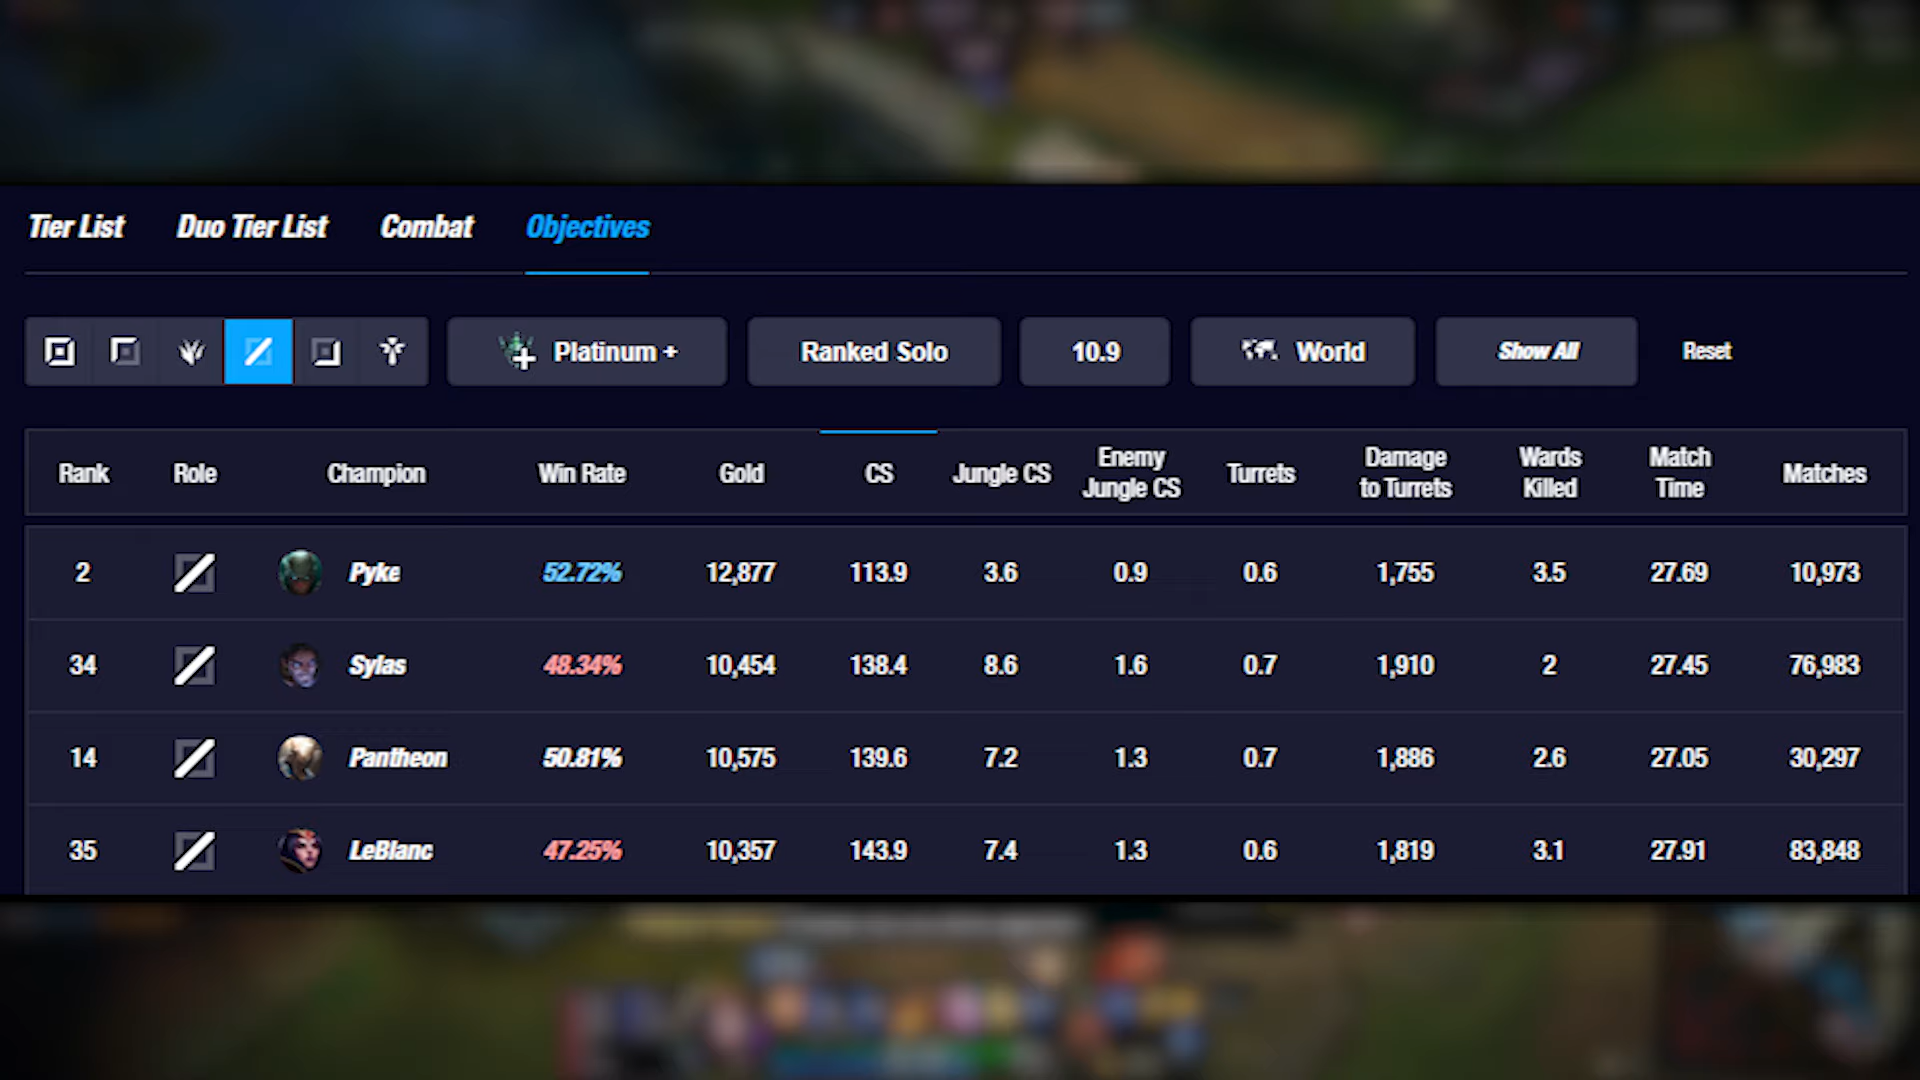 Tier List Duo Tier List Combat Objectives
Platinum + Ranked Solo 10.9 World Show All Reset
Rank Role Champion Win Rate Gold CS Jungle CS Enemy Jungle CS Turrets Damage to Turrets Wards Killed Match Time Matches
2 Pyke 52.72% 12,877 113.9 3.6 0.9 0.6 1,755 3.5 27.69 10,973
34 Sylas 48.34% 10,454 138.4 8.6 1.6 0.7 1,910 2 27.45 76,983
14 Pantheon 50.81% 10,575 139.6 7.2 1.3 0.7 1,886 2.6 27.05 30,297
35 LeBlanc 47.25% 10,357 143.9 7.4 1.3 0.6 1,819 3.1 27.91 83,848